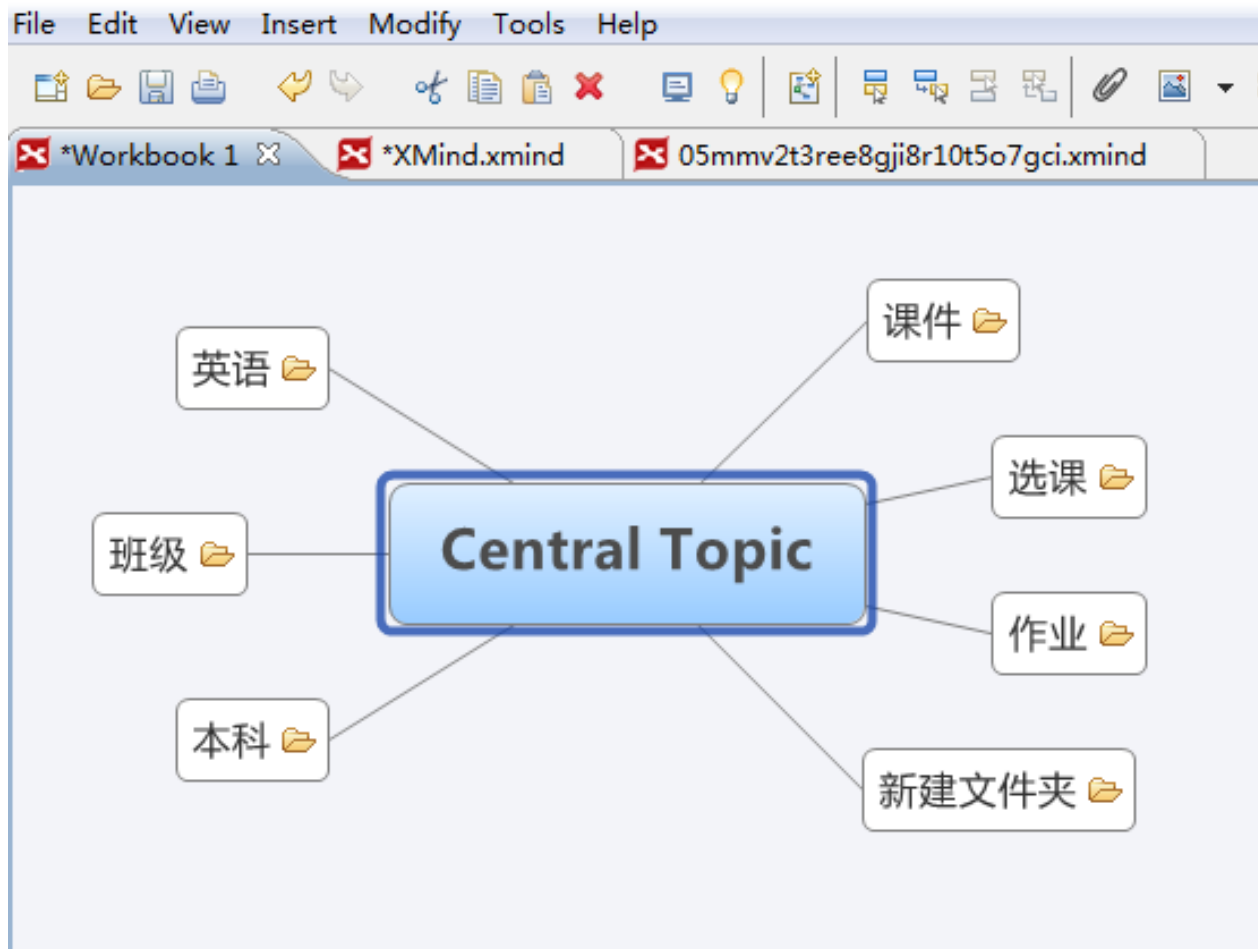 File Edit View Insert Modify Tools Help
*Workbook 1 *XMind.xmind 05mmv2t3ree8gji8r10t5o7gci.xmind
课件
英语
选课
Central Topic
班级
作业
本科
新建文件夹